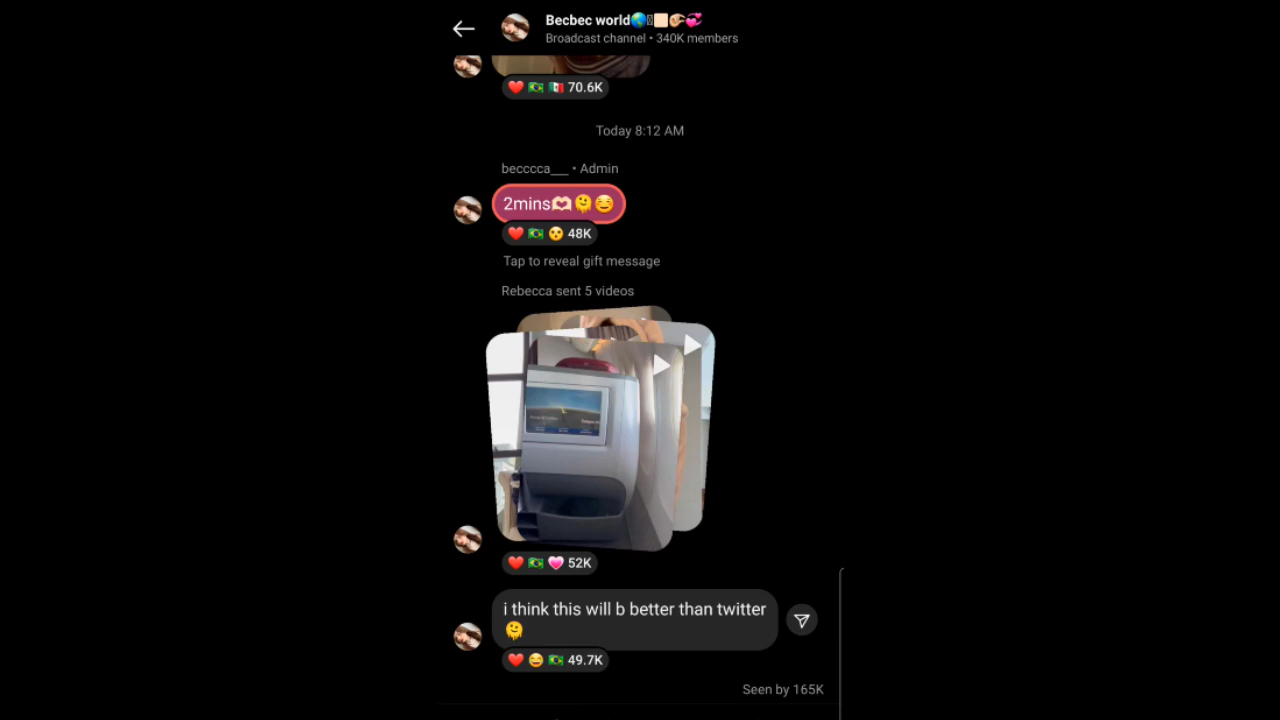 Becbec world🌏▯🏻🫶🏼💞
Broadcast channel • 340K members
❤️ 🇧🇷 🇲🇽 70.6K
Today 8:12 AM
becccca___ • Admin
2mins🫶🏻🫠😏
❤️ 🇧🇷 😮 48K
Tap to reveal gift message
Rebecca sent 5 videos
❤️ 🇧🇷 💗 52K
i think this will b better than twitter
🫠
❤️ 😂 🇧🇷 49.7K
Seen by 165K